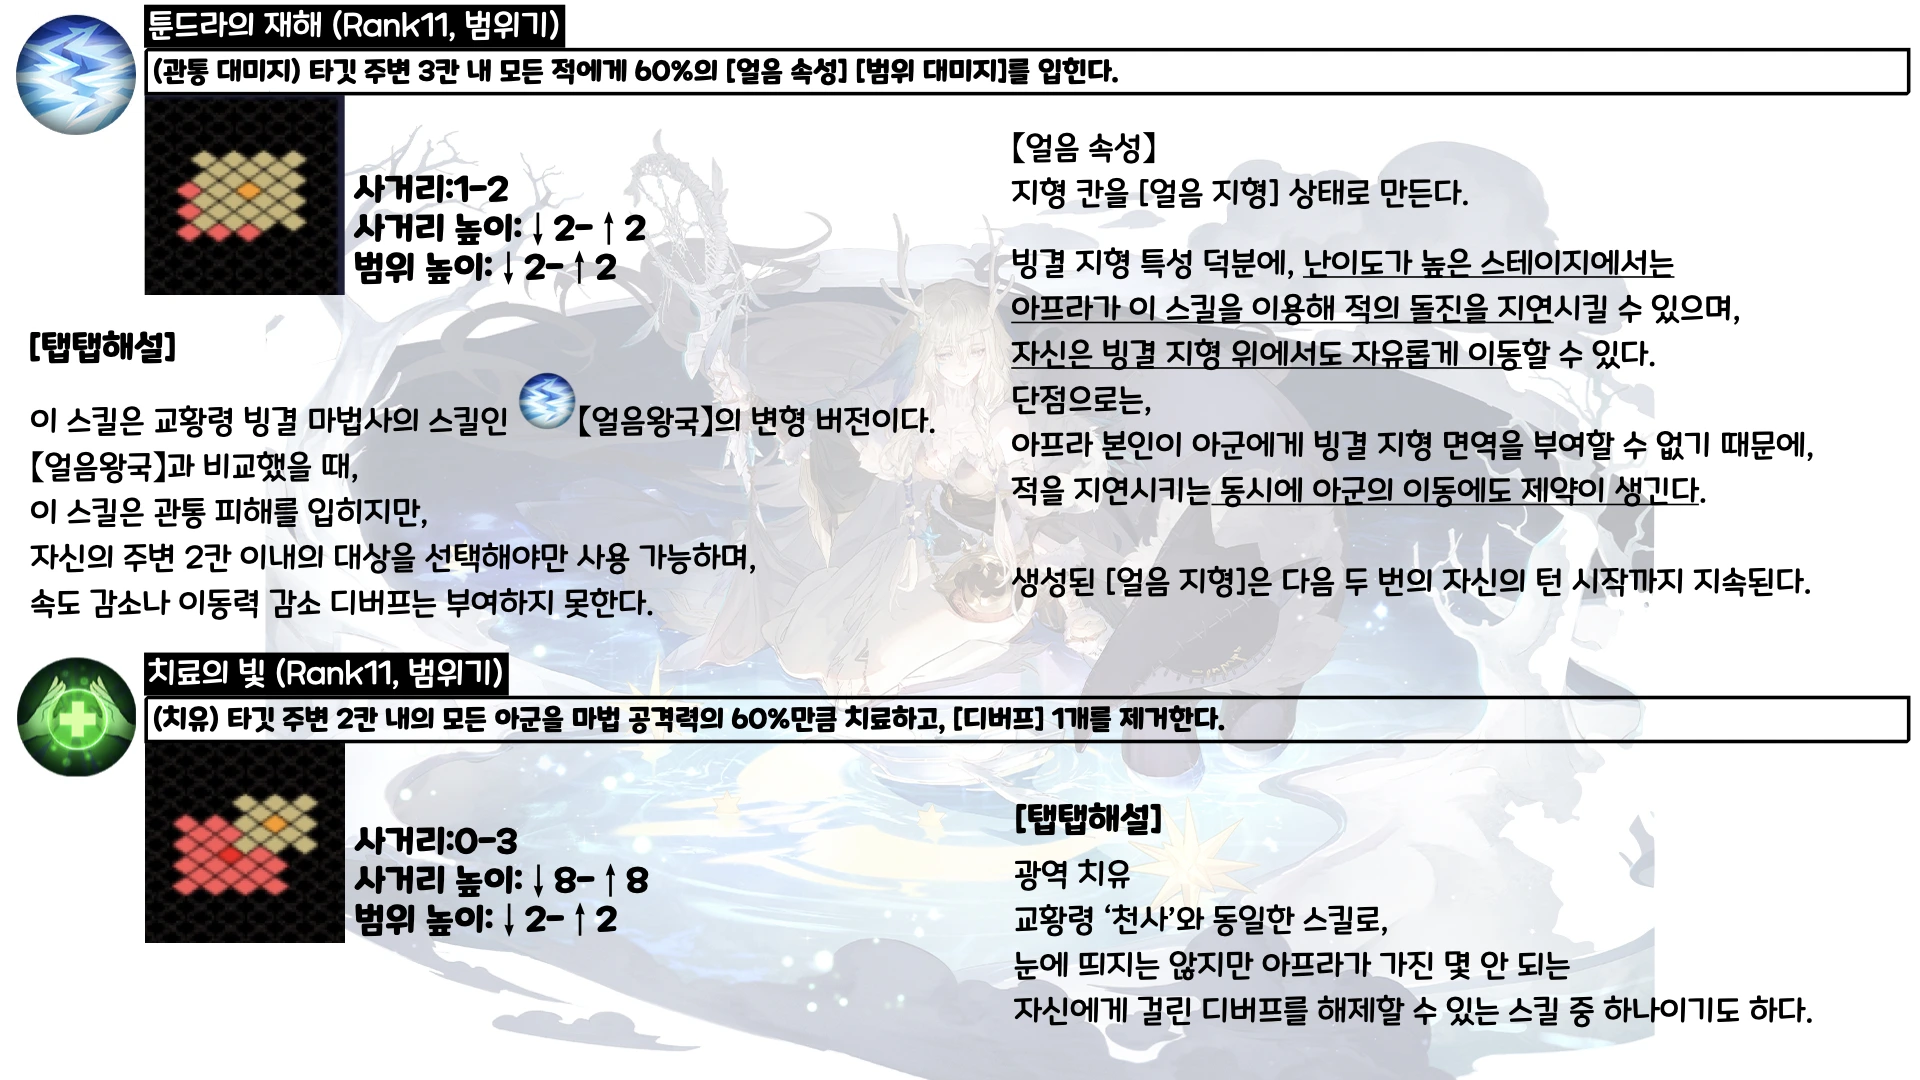 툰드라의 재해 (Rank11, 범위기)
(관통 대미지) 타깃 주변 3칸 내 모든 적에게 60%의 [얼음 속성] [범위 대미지]를 입힌다.
사거리:1-2
사거리 높이:↓2-↑2
범위 높이:↓2-↑2
[탭탭해설]
이 스킬은 교황령 빙결 마법사의 스킬인 【얼음왕국】의 변형 버전이다.
【얼음왕국】과 비교했을 때,
이 스킬은 관통 피해를 입히지만,
자신의 주변 2칸 이내의 대상을 선택해야만 사용 가능하며,
속도 감소나 이동력 감소 디버프는 부여하지 못한다.
【얼음 속성】
지형 칸을 [얼음 지형] 상태로 만든다.
빙결 지형 특성 덕분에, 난이도가 높은 스테이지에서는
아프라가 이 스킬을 이용해 적의 돌진을 지연시킬 수 있으며,
자신은 빙결 지형 위에서도 자유롭게 이동할 수 있다.
단점으로는,
아프라 본인이 아군에게 빙결 지형 면역을 부여할 수 없기 때문에,
적을 지연시키는 동시에 아군의 이동에도 제약이 생긴다.
생성된 [얼음 지형]은 다음 두 번의 자신의 턴 시작까지 지속된다.
치료의 빛 (Rank11, 범위기)
(치유) 타깃 주변 2칸 내의 모든 아군을 마법 공격력의 60%만큼 치료하고, [디버프] 1개를 제거한다.
사거리:0-3
사거리 높이:↓8-↑8
범위 높이:↓2-↑2
[탭탭해설]
광역 치유
교황령 ‘천사’와 동일한 스킬로,
눈에 띄지는 않지만 아프라가 가진 몇 안 되는
자신에게 걸린 디버프를 해제할 수 있는 스킬 중 하나이기도 하다.